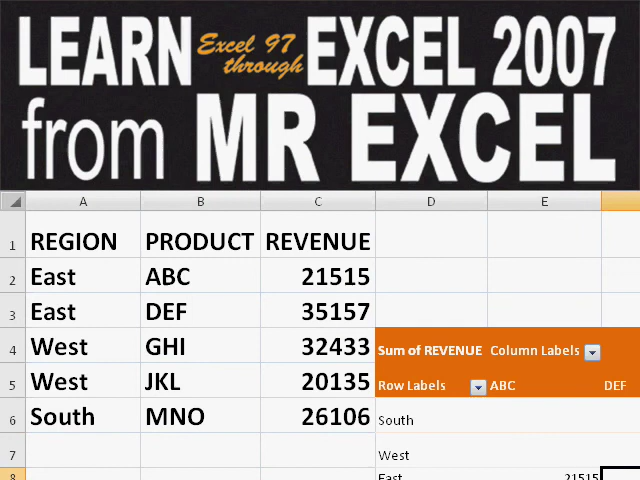 LEARN Excel 97 through EXCEL 2007
from MR EXCEL
A B C D E
1 REGION PRODUCT REVENUE
2 East ABC 21515
3 East DEF 35157
4 West GHI 32433 Sum of REVENUE Column Labels
5 West JKL 20135 Row Labels ABC DEF
6 South MNO 26106 South
7 West
8 East 21515